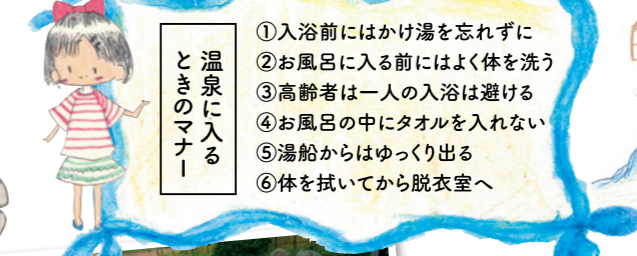 温泉に入る
ときのマナー
①入浴前にはかけ湯を忘れずに
②お風呂に入る前にはよく体を洗う
③高齢者は一人の入浴は避ける
④お風呂の中にタオルを入れない
⑤湯船からはゆっくり出る
⑥体を拭いてから脱衣室へ